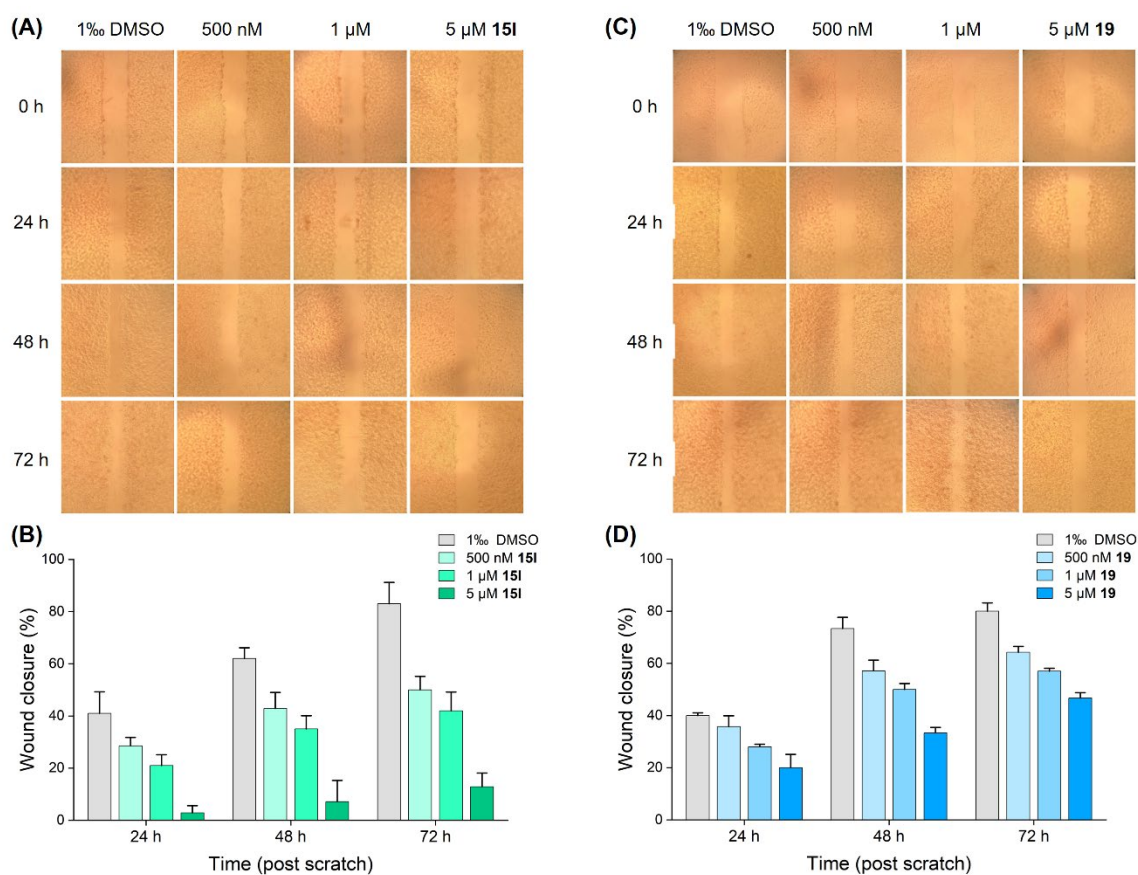 (A)
1‰ DMSO 500 nM 1 µM 5 µM 15l
0 h
24 h
48 h
72 h
(B)
1‰ DMSO
500 nM 15l
1 µM 15l
5 µM 15l
Wound closure (%)
100
80
60
40
20
0
24 h 48 h 72 h
Time (post scratch)
(C)
1‰ DMSO 500 nM 1 µM 5 µM 19
0 h
24 h
48 h
72 h
(D)
1‰ DMSO
500 nM 19
1 µM 19
5 µM 19
Wound closure (%)
100
80
60
40
20
0
24 h 48 h 72 h
Time (post scratch)